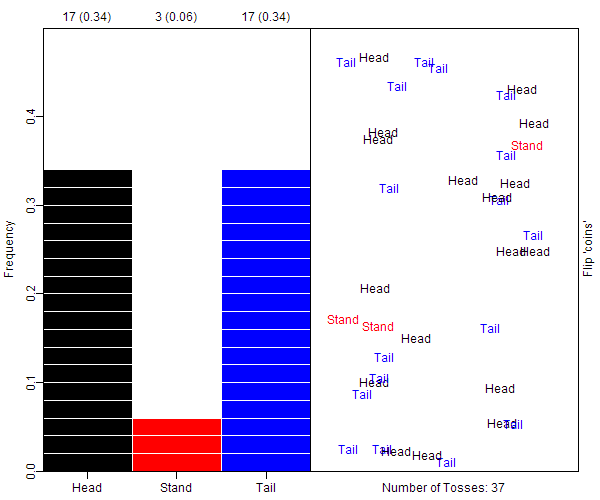 17 (0.34) 3 (0.06) 17 (0.34)
Frequency
0.4
0.3
0.2
0.1
0.0
Head Stand Tail
Head
Tail Tail
Tail
Tail
Head
Tail
Head
Head
Head
Stand
Tail
Head
Head
Tail
Head
Tail
Tail
Head Head
Head
Stand
Stand
Tail
Head
Tail
Tail
Head
Tail
Head
Head
Tail
Tail Tail
Head
Head
Tail
Flip 'coins'
Number of Tosses: 37